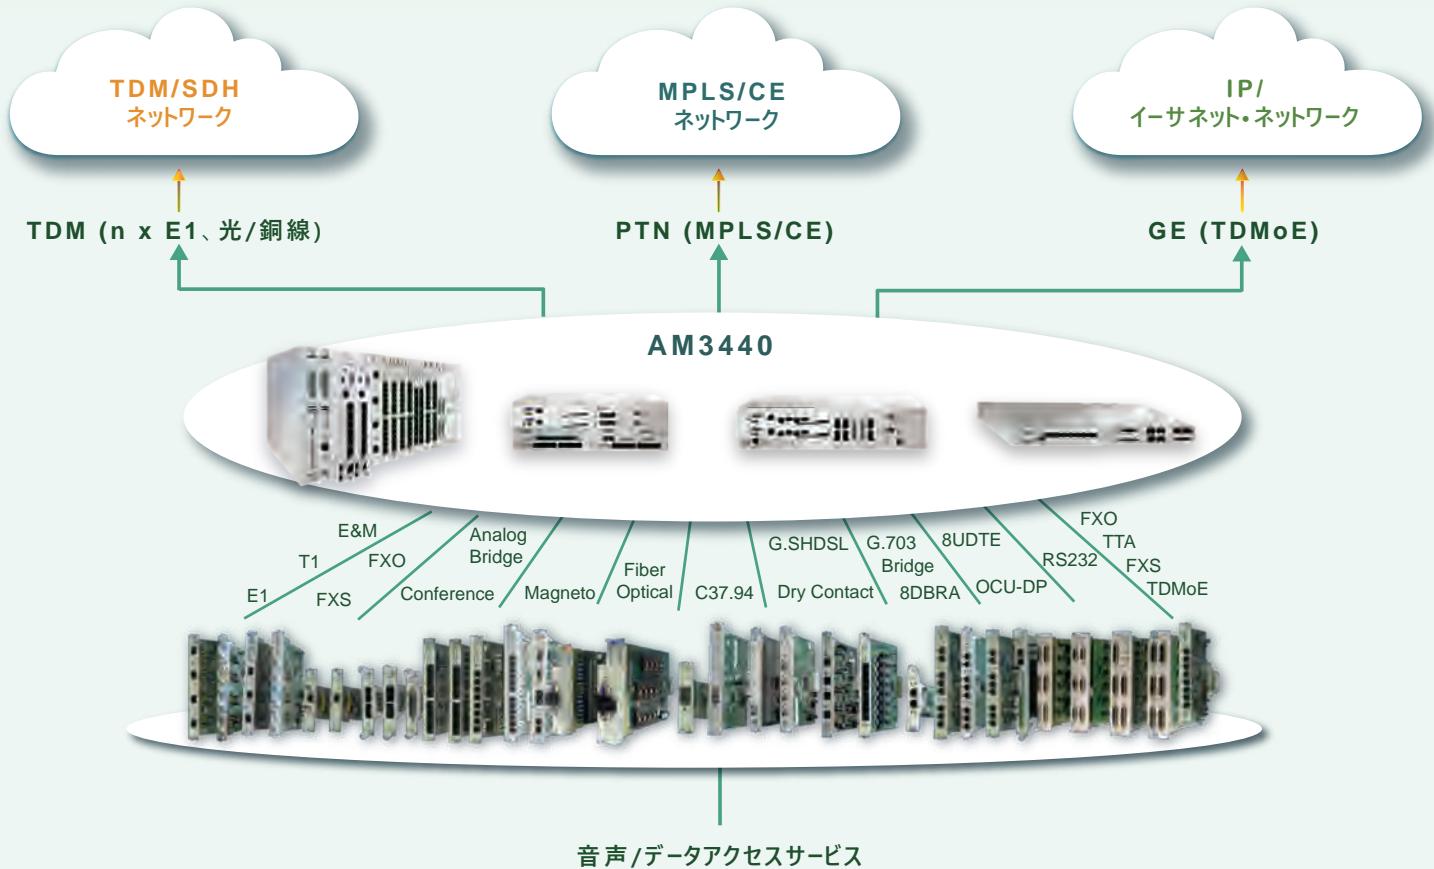 TDM/SDH
ネットワーク
MPLS/CE
ネットワーク
IP/
イーサネット・ネットワーク
TDM (n x E1、光/銅線)
PTN (MPLS/CE)
GE (TDMoE)
AM3440
E&M
T1
E1
FXO
FXS
Analog
Bridge
Conference
Magneto
Fiber
Optical
C37.94
G.SHDSL
Dry Contact
G.703
Bridge
8DBRA
8UDTE
OCU-DP
RS232
FXO
TTA
FXS
TDMoE
音声/データアクセスサービス